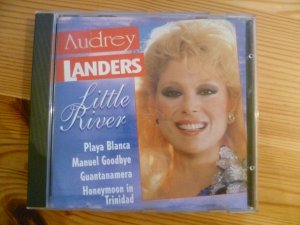 Audrey
LANDERS
Little
River
Playa Blanca
Manuel Goodbye
Guantanamera
Honeymoon in
Trinidad